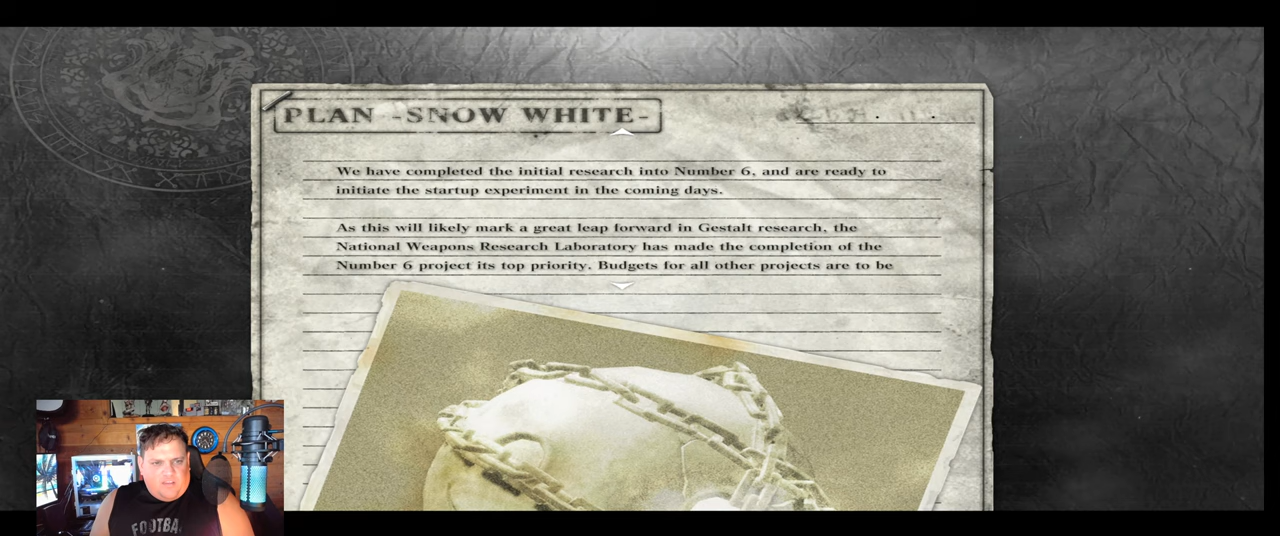 PLAN -SNOW WHITE-
We have completed the initial research into Number 6, and are ready to
initiate the startup experiment in the coming days.
As this will likely mark a great leap forward in Gestalt research, the
National Weapons Research Laboratory has made the completion of the
Number 6 project its top priority. Budgets for all other projects are to be
FOOTBA